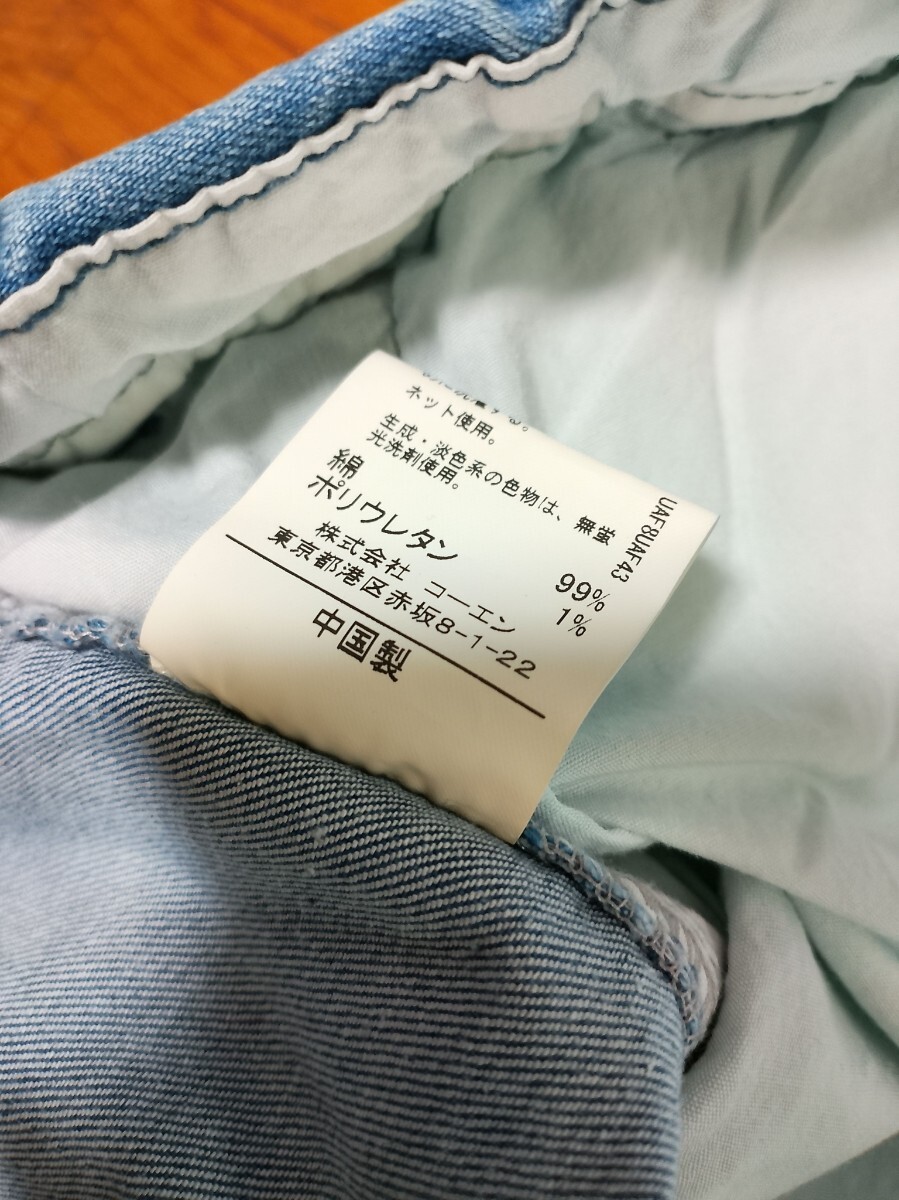 する。
ネット使用。
生成・淡色系の色物は、無蛍
光洗剤使用。
綿 99%
ポリウレタン 1%
株式会社 コーエン
東京都港区赤坂8-1-22
中国製
UAF8UAF43